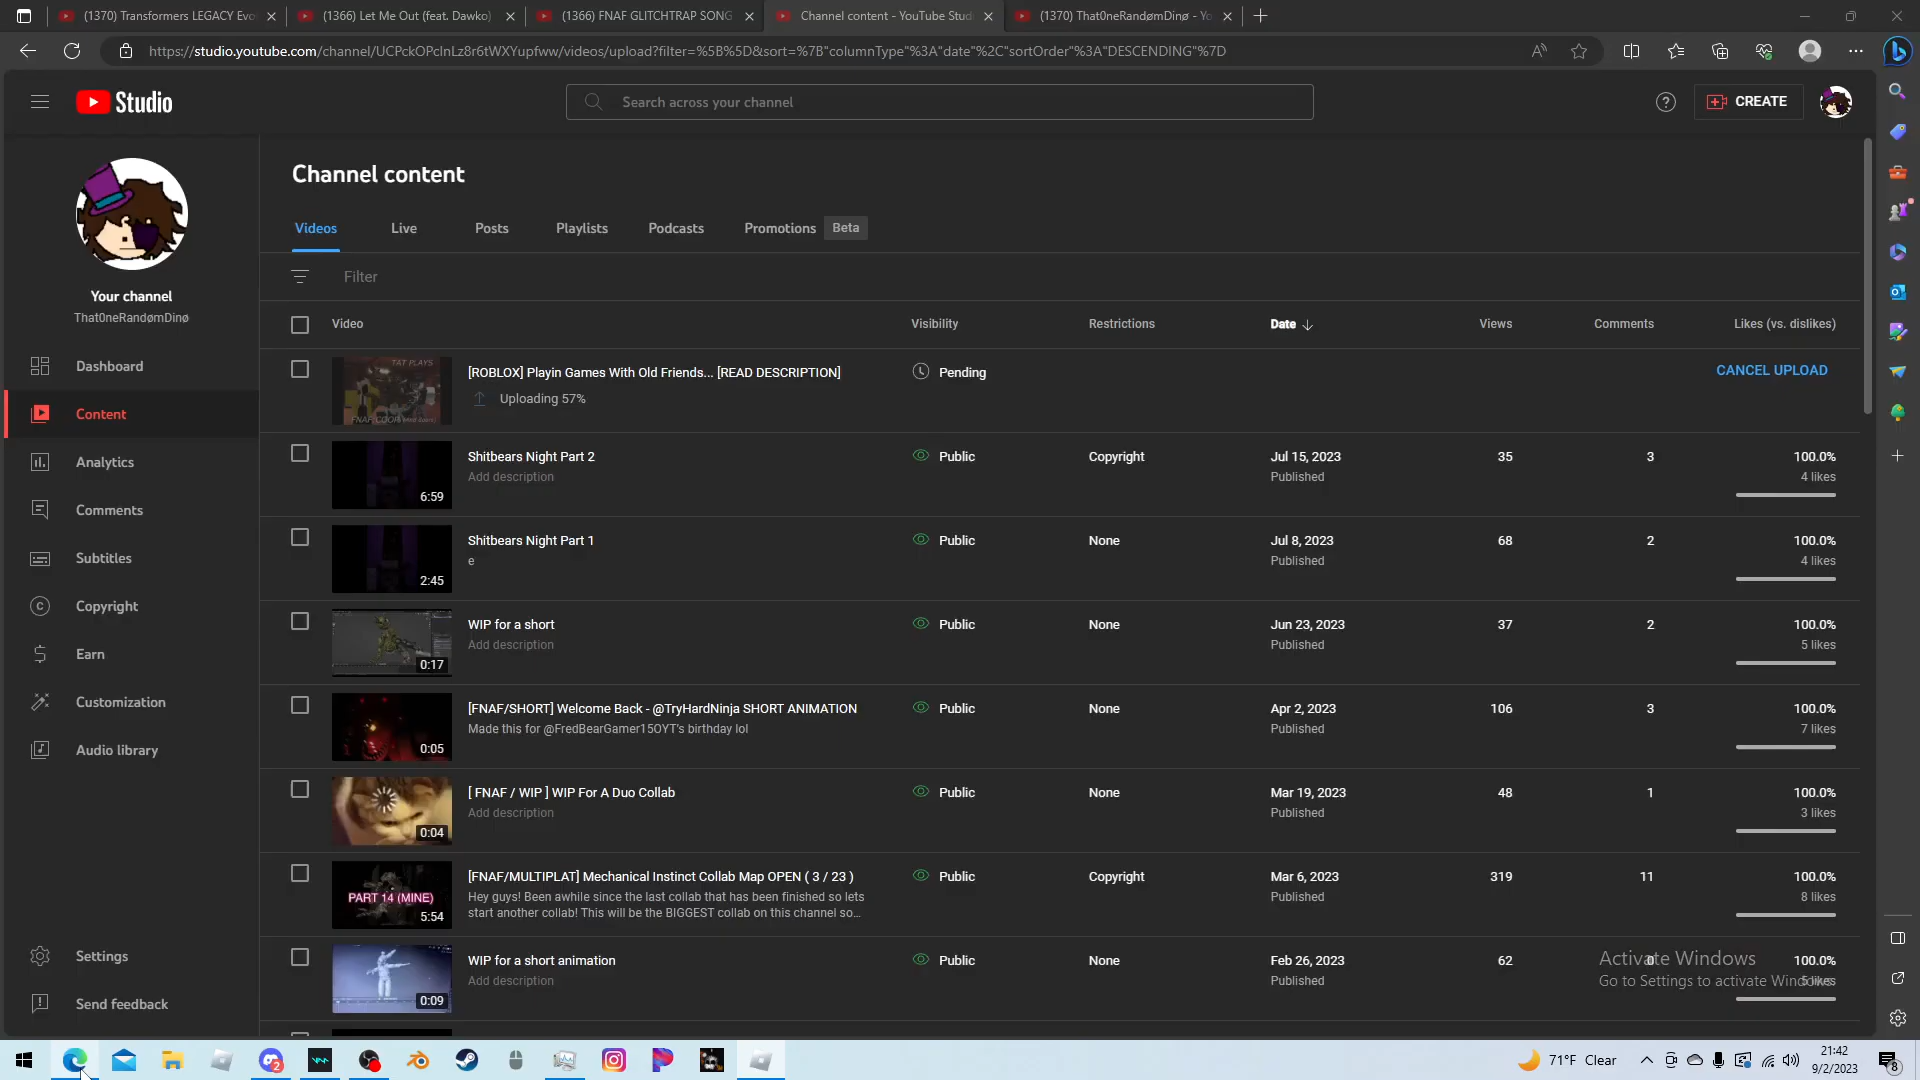 (1370) Transformers LEGACY Evo
(1366) Let Me Out (feat. Dawko)
(1366) FNAF GLITCHTRAP SONG
Channel content - YouTube Studi
(1370) That0neRandømDinø - Yo
https://studio.youtube.com/channel/UCPckOPclnLz8r6tWXYupfww/videos/upload?filter=%5B%5D&sort=%7B"columnType"%3A"date"%2C"sortOrder"%3A"DESCENDING"%7D
Studio
Search across your channel
CREATE
Your channel
That0neRandømDinø
Dashboard
Content
Analytics
Comments
Subtitles
Copyright
Earn
Customization
Audio library
Settings
Send feedback
Channel content
Videos Live Posts Playlists Podcasts Promotions Beta
Filter
Video Visibility Restrictions Date Views Comments Likes (vs. dislikes)
TAT PLAYS
[ROBLOX] Playin Games With Old Friends... [READ DESCRIPTION] Pending CANCEL UPLOAD
Uploading 57%
Shitbears Night Part 2 Public Copyright Jul 15, 2023 35 3 100.0%
Add description Published 4 likes
6:59
Shitbears Night Part 1 Public None Jul 8, 2023 68 2 100.0%
e Published 4 likes
2:45
WIP for a short Public None Jun 23, 2023 37 2 100.0%
Add description Published 5 likes
0:17
[FNAF/SHORT] Welcome Back - @TryHardNinja SHORT ANIMATION Public None Apr 2, 2023 106 3 100.0%
Made this for @FredBearGamer15OYT's birthday lol Published 7 likes
0:05
[ FNAF / WIP ] WIP For A Duo Collab Public None Mar 19, 2023 48 1 100.0%
Add description Published 3 likes
0:04
[FNAF/MULTIPLAT] Mechanical Instinct Collab Map OPEN ( 3 / 23 ) Public Copyright Mar 6, 2023 319 11 100.0%
Hey guys! Been awhile since the last collab that has been finished so lets Published 8 likes
start another collab! This will be the BIGGEST collab on this channel so...
PART 14 (MINE)
5:54
WIP for a short animation Public None Feb 26, 2023 62 0 100.0%
Add description Published 5 likes
0:09
Activate Windows
Go to Settings to activate Windows.
2
71°F Clear
21:42
9/2/2023
8